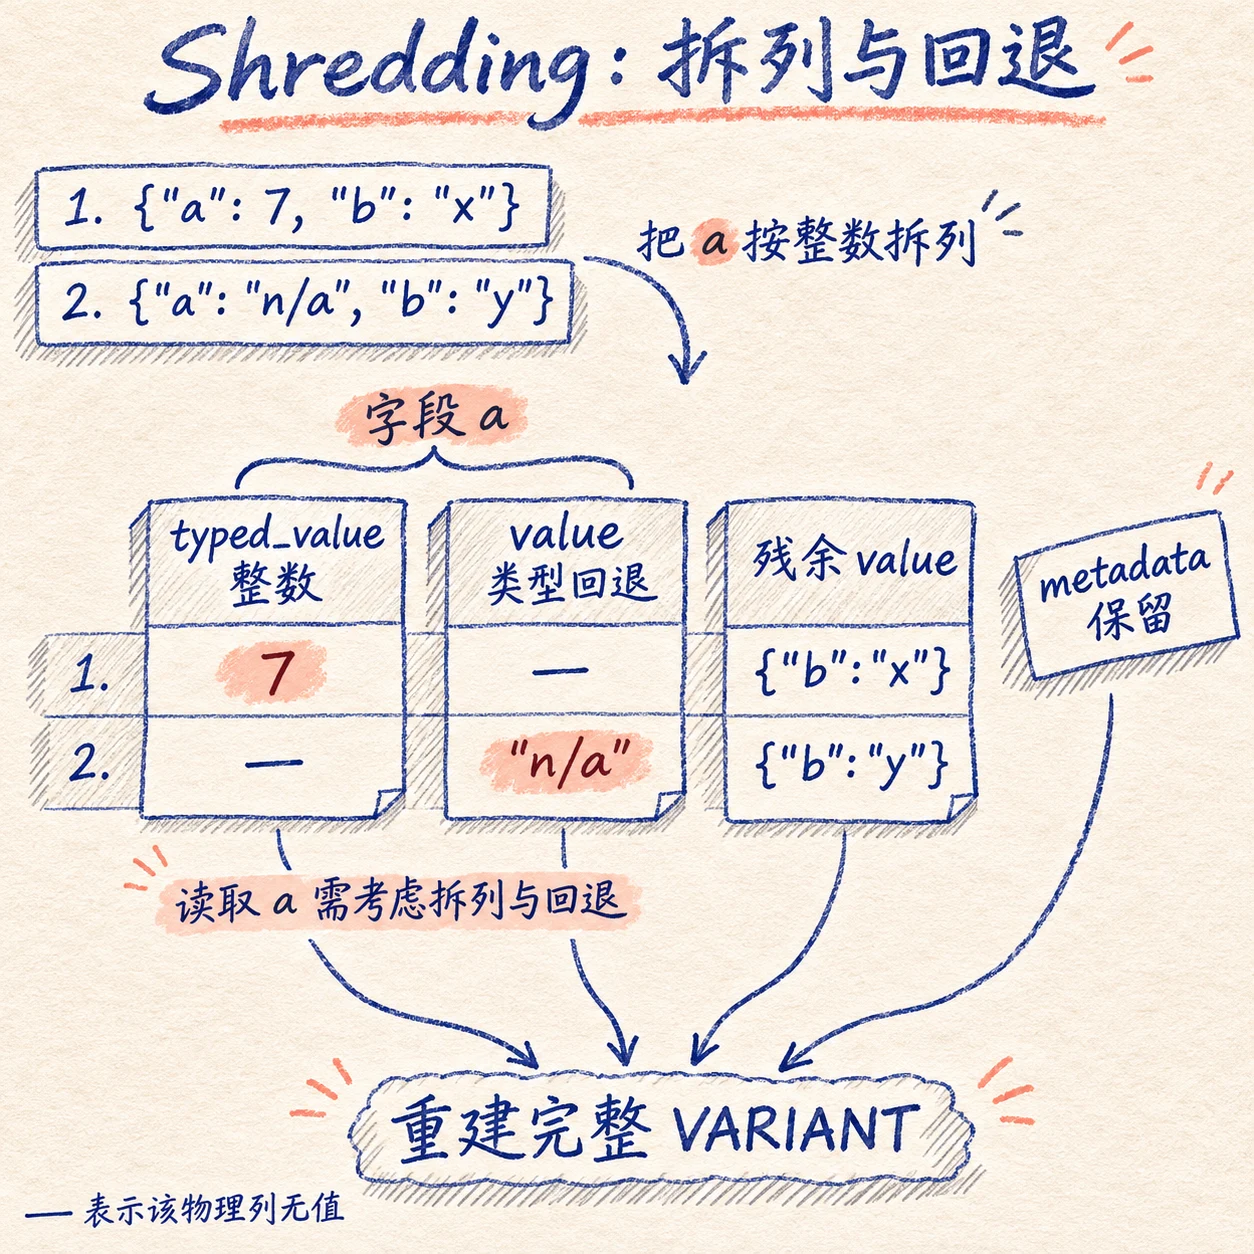 Shredding: 拆列与回退
1. {"a": 7, "b": "x"}
2. {"a": "n/a", "b": "y"}
把 a 按整数拆列
字段 a
typed_value
整数
value
类型回退
残余 value
metadata
保留
1.
7
—
{"b":"x"}
2.
—
"n/a"
{"b":"y"}
读取 a 需考虑拆列与回退
重建完整 VARIANT
— 表示该物理列无值